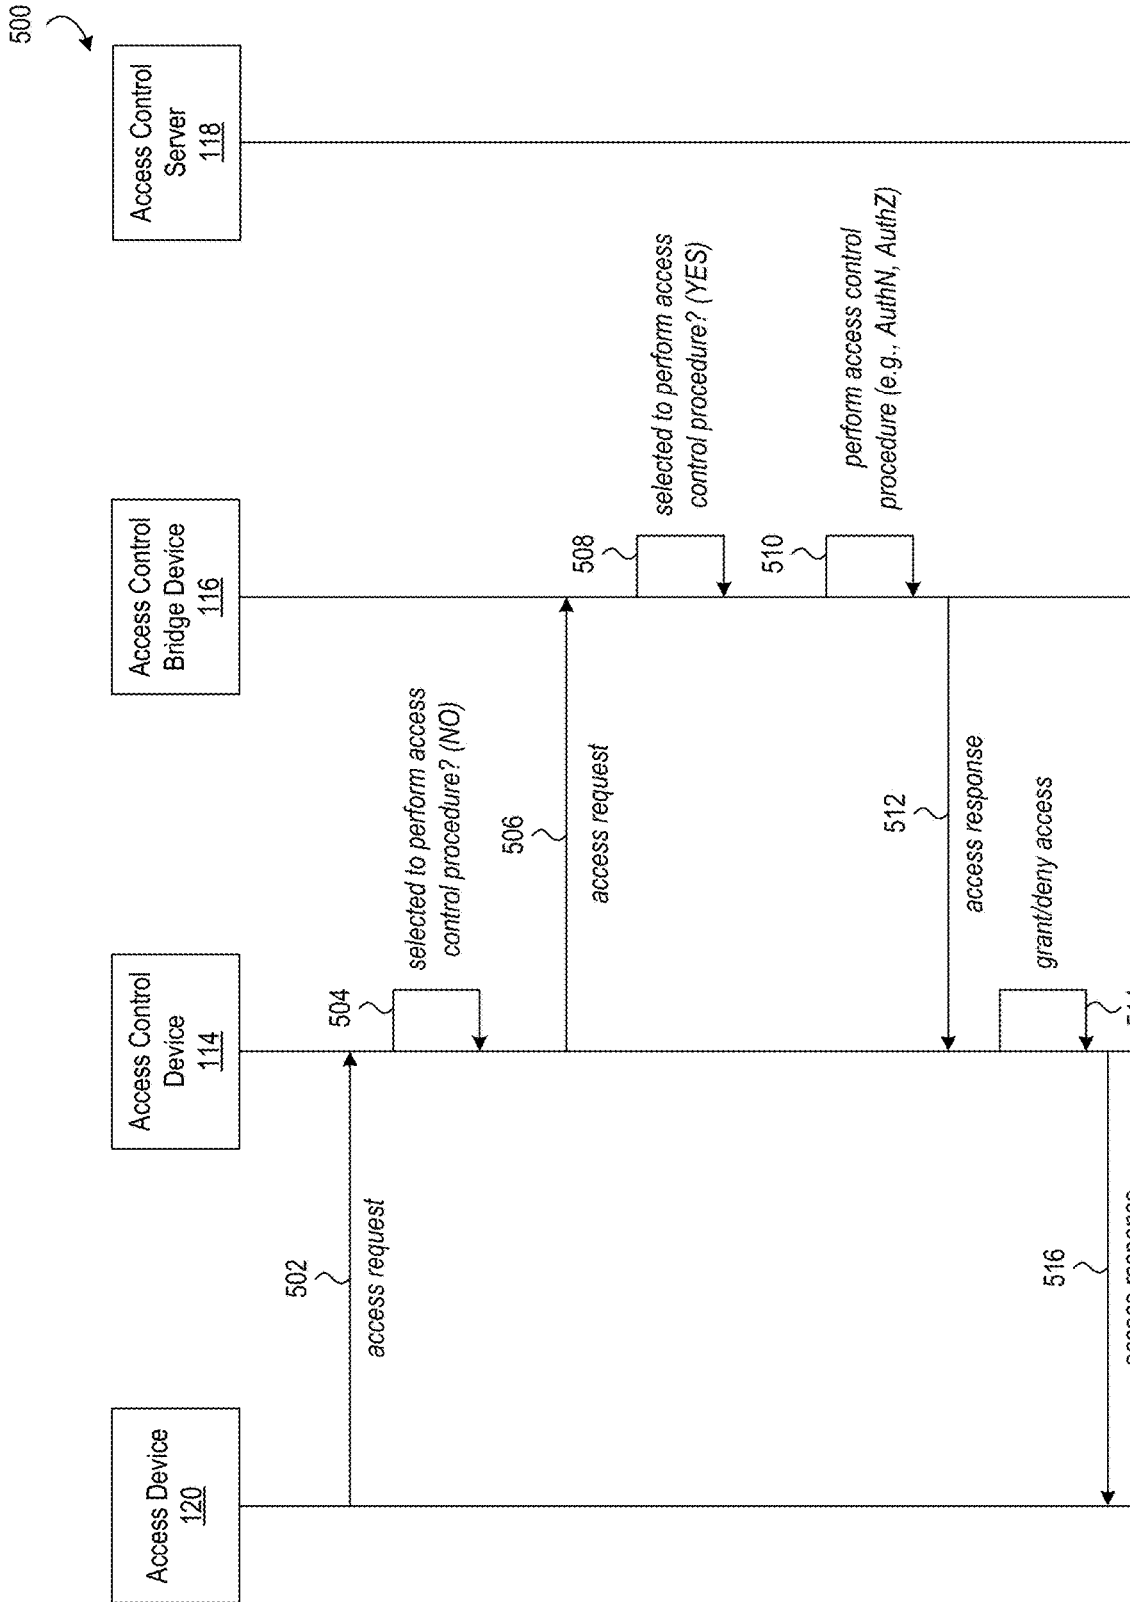 500
Access Device
120
Access Control
Device
114
Access Control
Bridge Device
116
Access Control
Server
118
502
access request
504
selected to perform access
control procedure? (NO)
506
access request
508
selected to perform access
control procedure? (YES)
510
perform access control
procedure (e.g., AuthN, AuthZ)
512
access response
grant/deny access
516